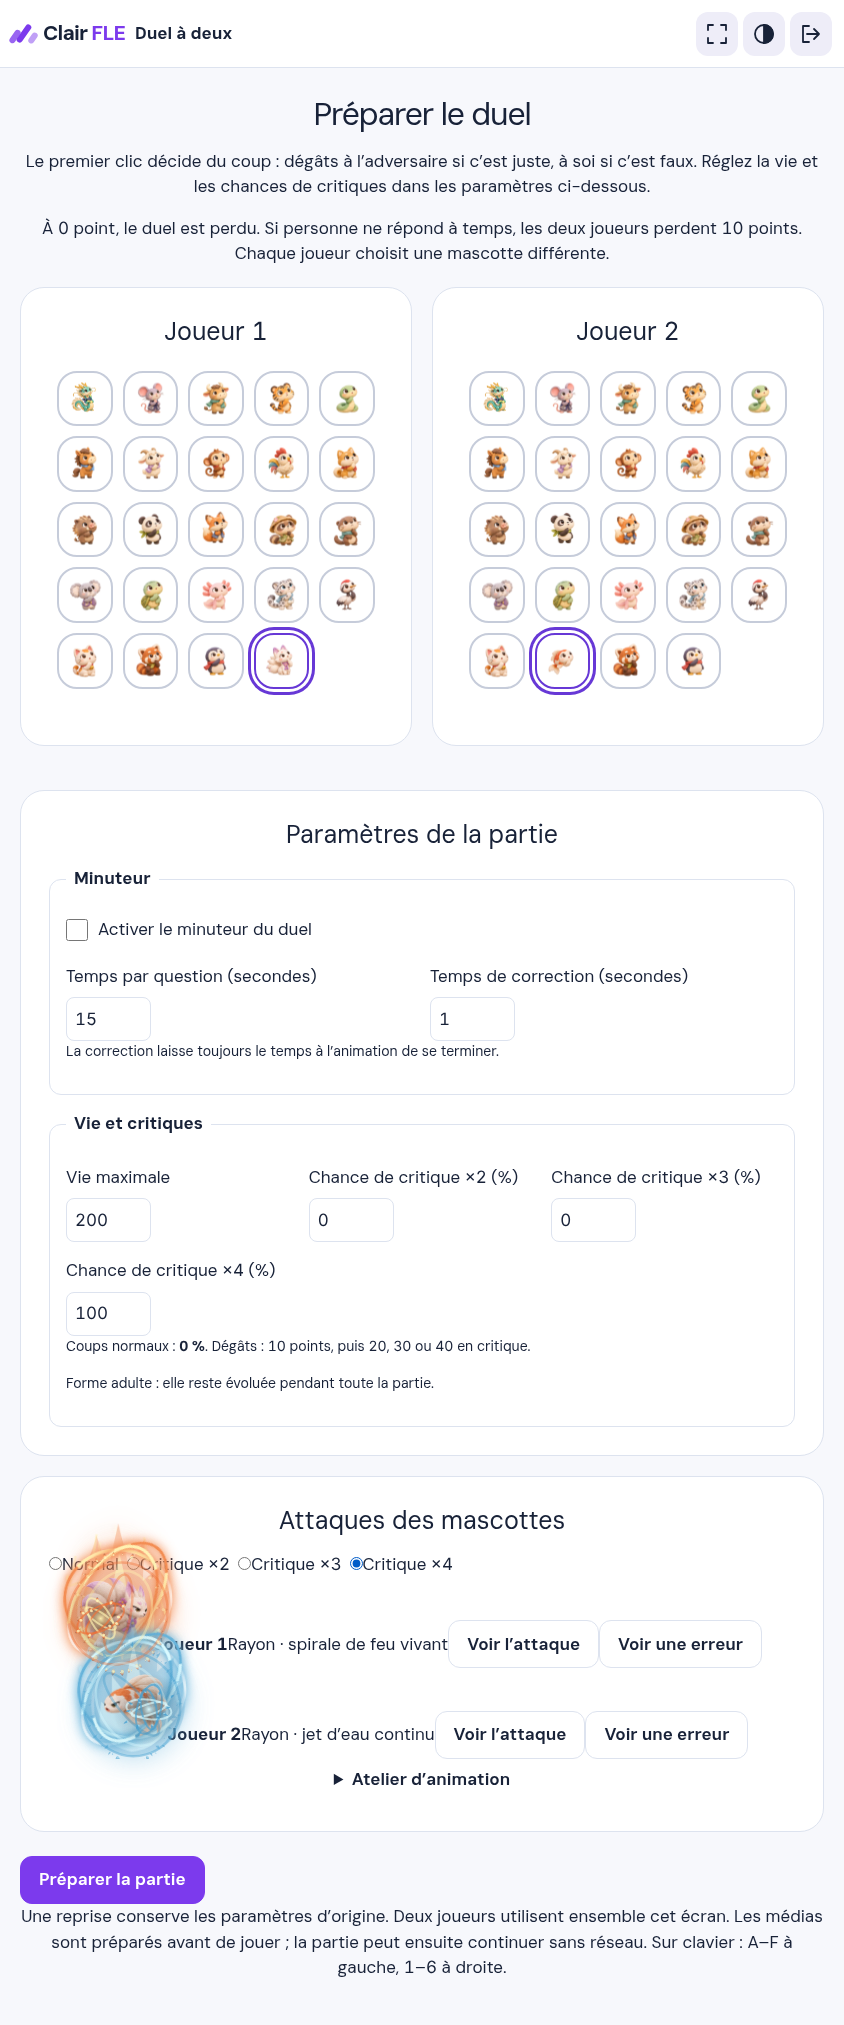 Clair FLE Duel à deux
Préparer le duel
Le premier clic décide du coup : dégâts à l’adversaire si c’est juste, à soi si c’est faux. Réglez la vie et
les chances de critiques dans les paramètres ci-dessous.
À 0 point, le duel est perdu. Si personne ne répond à temps, les deux joueurs perdent 10 points.
Chaque joueur choisit une mascotte différente.
Joueur 1
Joueur 2
Paramètres de la partie
Minuteur
Activer le minuteur du duel
Temps par question (secondes) Temps de correction (secondes)
15 1
La correction laisse toujours le temps à l’animation de se terminer.
Vie et critiques
Vie maximale Chance de critique ×2 (%) Chance de critique ×3 (%)
200 0 0
Chance de critique ×4 (%)
100
Coups normaux : 0 %. Dégâts : 10 points, puis 20, 30 ou 40 en critique.
Forme adulte : elle reste évoluée pendant toute la partie.
Attaques des mascottes
Normal Critique ×2 Critique ×3 Critique ×4
Joueur 1 Rayon · spirale de feu vivant Voir l’attaque Voir une erreur
Joueur 2 Rayon · jet d’eau continu Voir l’attaque Voir une erreur
Atelier d’animation
Préparer la partie
Une reprise conserve les paramètres d’origine. Deux joueurs utilisent ensemble cet écran. Les médias
sont préparés avant de jouer ; la partie peut ensuite continuer sans réseau. Sur clavier : A–F à
gauche, 1–6 à droite.